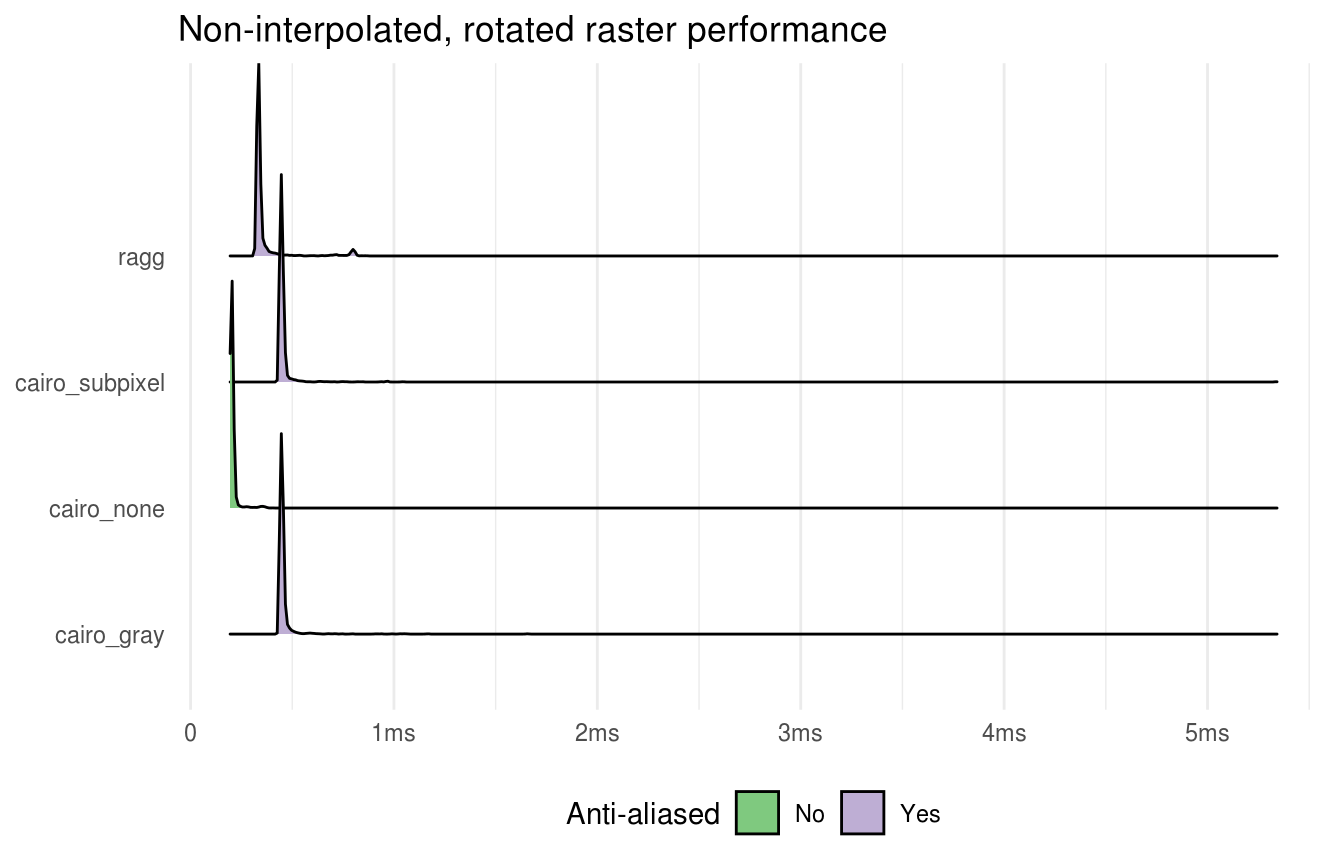 Non-interpolated, rotated raster performance
ragg
cairo_subpixel
cairo_none
cairo_gray
0 1ms 2ms 3ms 4ms 5ms
Anti-aliased No Yes